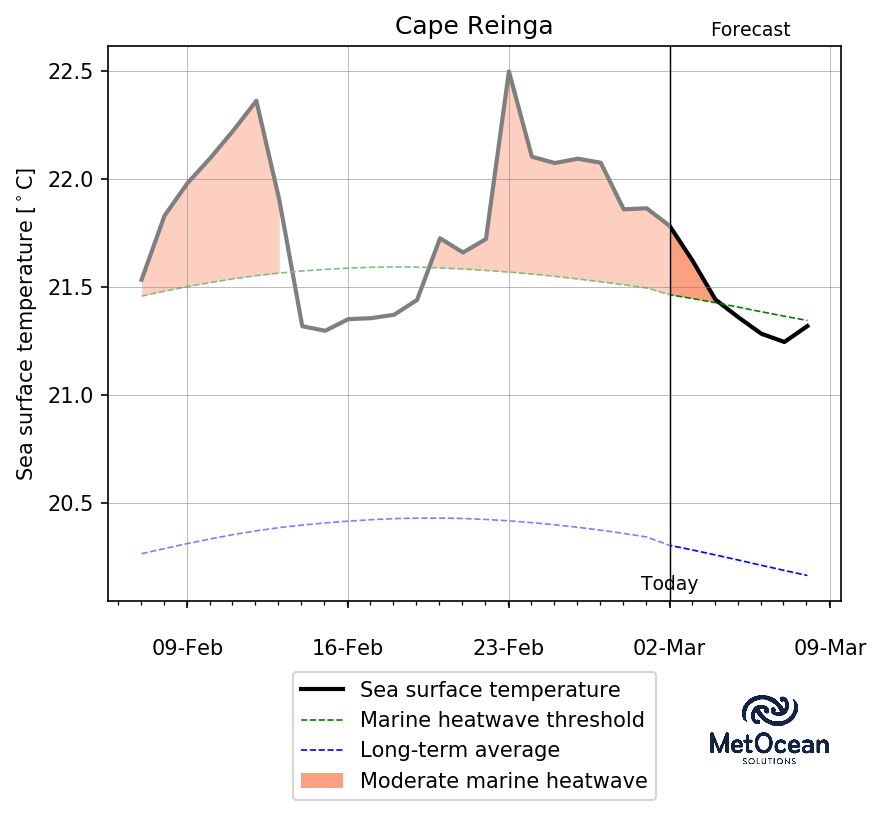 Cape Reinga
Forecast
Sea surface temperature [°C]
22.5
22.0
21.5
21.0
20.5
Today
09-Feb
16-Feb
23-Feb
02-Mar
09-Mar
Sea surface temperature
Marine heatwave threshold
Long-term average
Moderate marine heatwave
MetOcean
SOLUTIONS